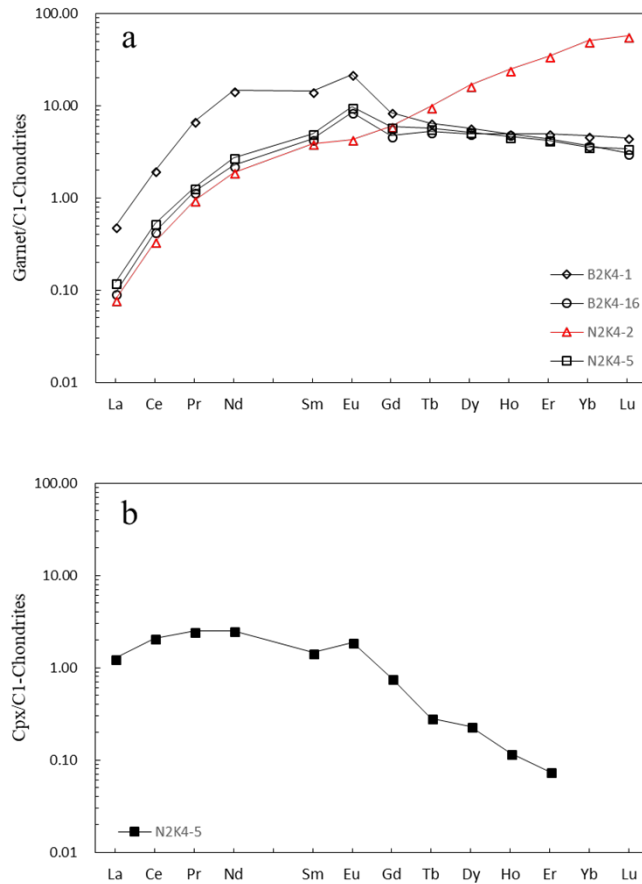 a
100.00
10.00
1.00
0.10
0.01
Garnet/C1-Chondrites
B2K4-1
B2K4-16
N2K4-2
N2K4-5
La Ce Pr Nd Sm Eu Gd Tb Dy Ho Er Yb Lu
b
100.00
10.00
1.00
0.10
0.01
Cpx/C1-Chondrites
N2K4-5
La Ce Pr Nd Sm Eu Gd Tb Dy Ho Er Yb Lu